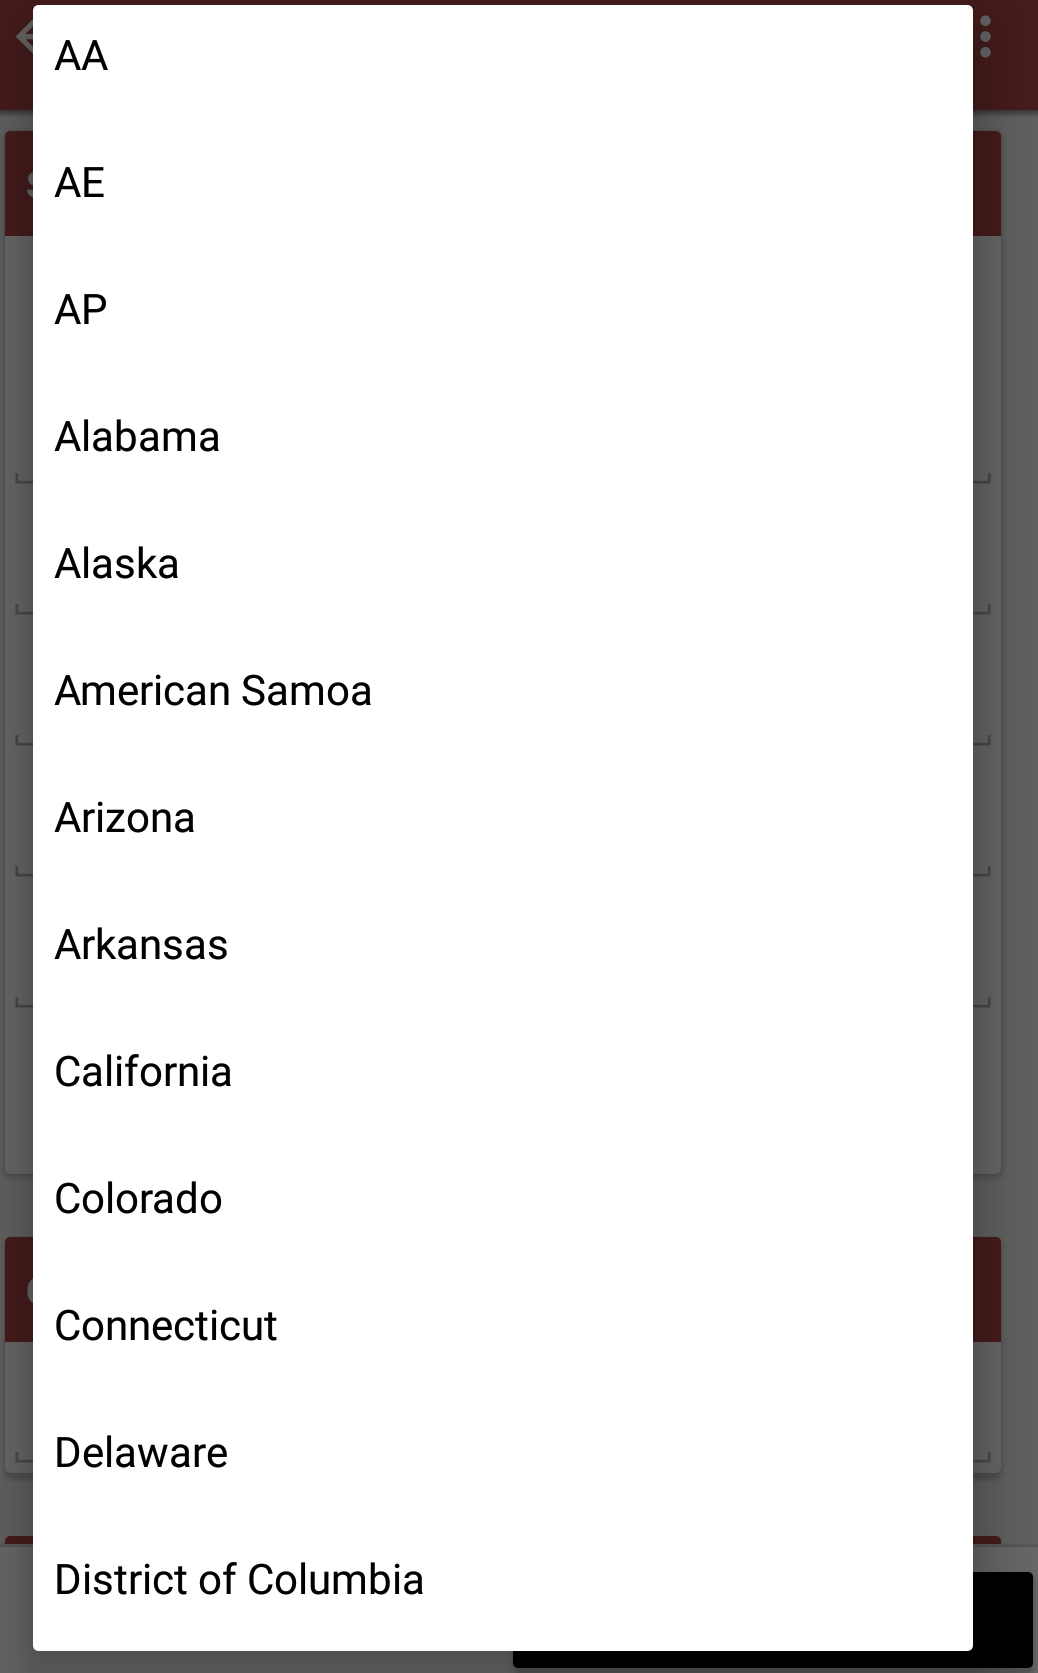 AA
AE
AP
Alabama
Alaska
American Samoa
Arizona
Arkansas
California
Colorado
Connecticut
Delaware
District of Columbia